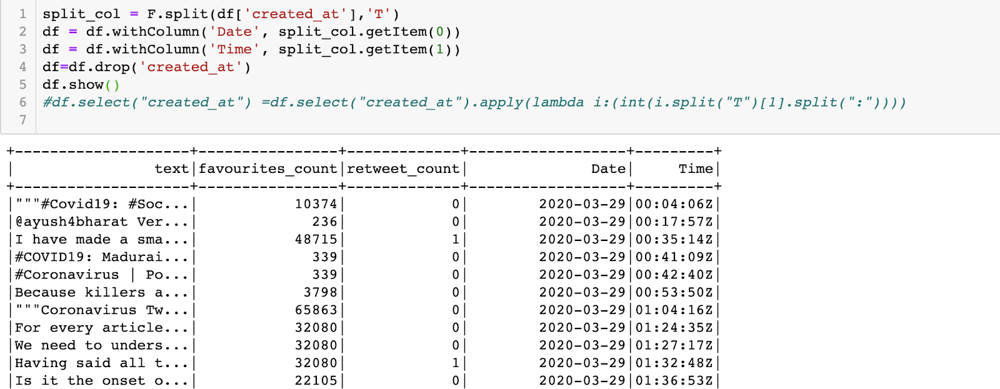 1 split_col = F.split(df['created_at'],'T')
2 df = df.withColumn('Date', split_col.getItem(0))
3 df = df.withColumn('Time', split_col.getItem(1))
4 df=df.drop('created_at')
5 df.show()
6 #df.select("created_at") =df.select("created_at").apply(lambda i:(int(i.split("T")[1].split(":"))))
7
+--------------------+----------------+-------------+------------------+---------+
|                text|favourites_count|retweet_count|              Date|     Time|
+--------------------+----------------+-------------+------------------+---------+
|"""#Covid19: #Soc...|           10374|            0|        2020-03-29|00:04:06Z|
|@ayush4bharat Ver...|             236|            0|        2020-03-29|00:17:57Z|
|I have made a sma...|           48715|            1|        2020-03-29|00:35:14Z|
|#COVID19: Madurai...|             339|            0|        2020-03-29|00:41:09Z|
|#Coronavirus | Po...|             339|            0|        2020-03-29|00:42:40Z|
|Because killers a...|            3798|            0|        2020-03-29|00:53:50Z|
|"""Coronavirus Tw...|           65863|            0|        2020-03-29|01:04:16Z|
|For every article...|           32080|            0|        2020-03-29|01:24:35Z|
|We need to unders...|           32080|            0|        2020-03-29|01:27:17Z|
|Having said all t...|           32080|            1|        2020-03-29|01:32:48Z|
|Is it the onset o...|           22105|            0|        2020-03-29|01:36:53Z|